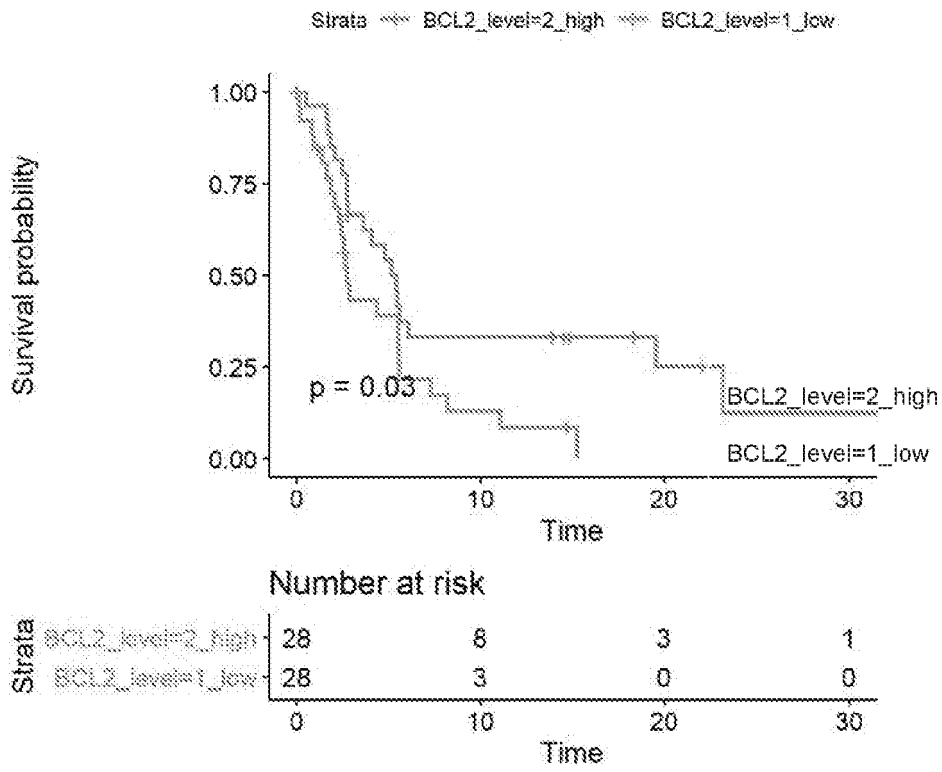 Strata BCL2_level=2_high BCL2_level=1_low
Survival probability
1.00
0.75
0.50
0.25
0.00
p = 0.03
BCL2_level=2_high
BCL2_level=1_low
0 10 20 30
Time
Number at risk
Strata
BCL2_level=2_high 28 8 3 1
BCL2_level=1_low 28 3 0 0
0 10 20 30
Time